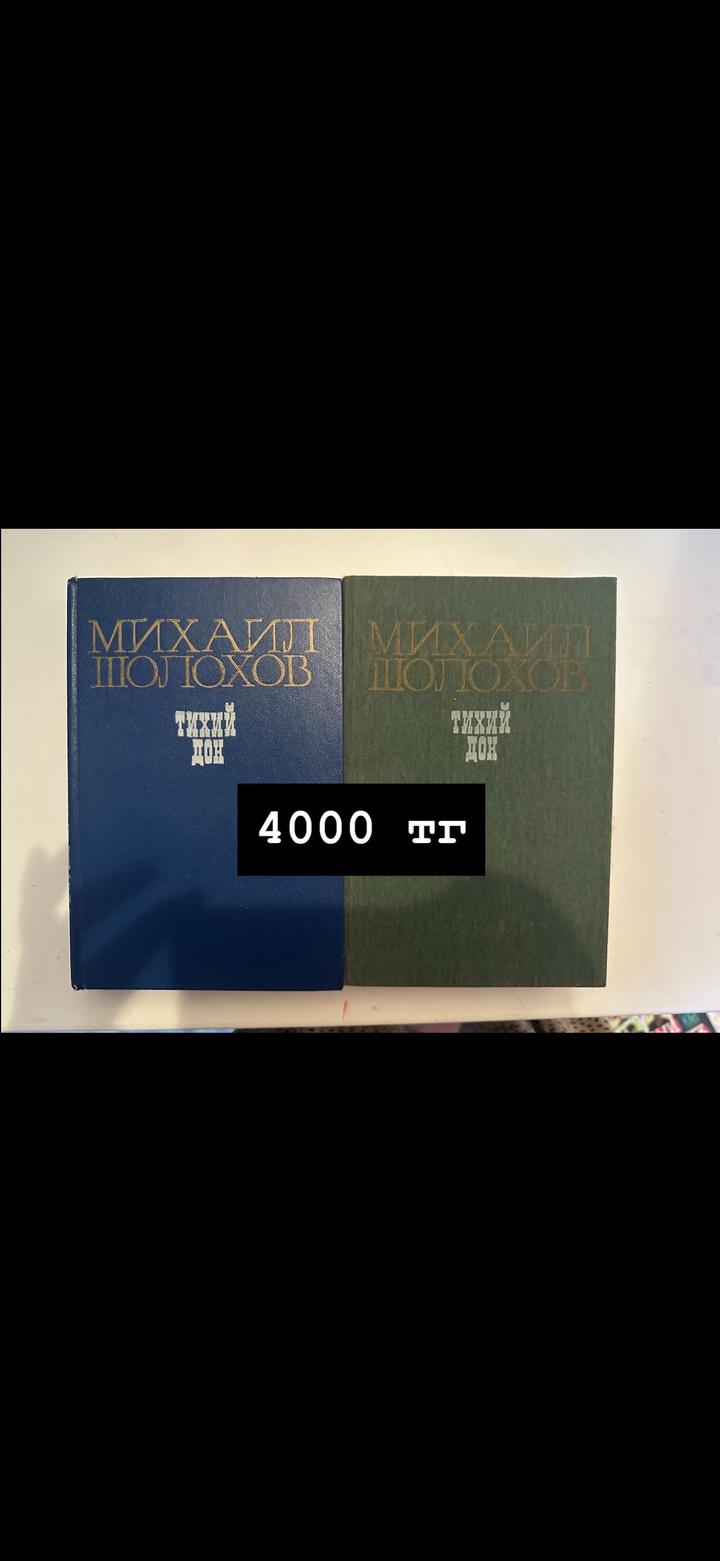 МИХАИЛ
ШОЛОХОВ
ТИХИЙ
ДОН
МИХАИЛ
ШОЛОХОВ
ТИХИЙ
ДОН
4000 тг